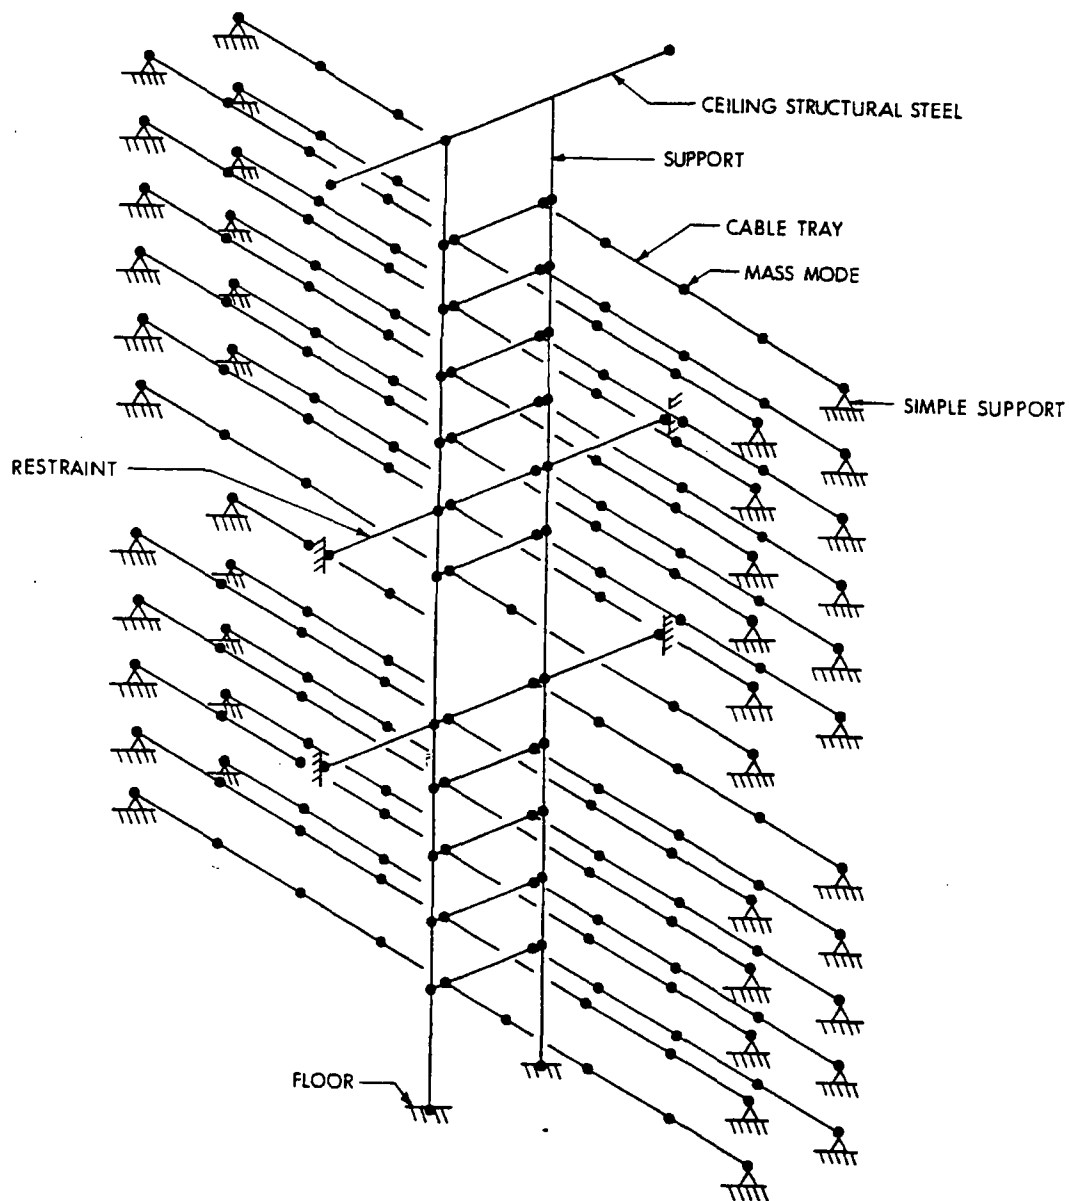 CEILING STRUCTURAL STEEL
SUPPORT
CABLE TRAY
MASS MODE
SIMPLE SUPPORT
RESTRAINT
FLOOR